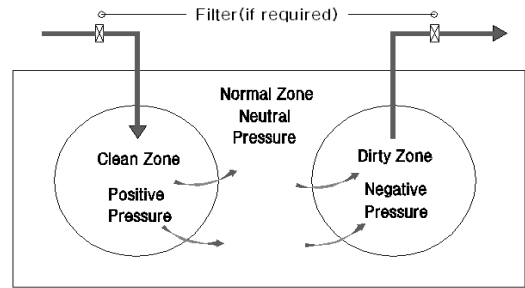 Filter(if required)
Normal Zone
Neutral
Pressure
Clean Zone
Positive
Pressure
Dirty Zone
Negative
Pressure